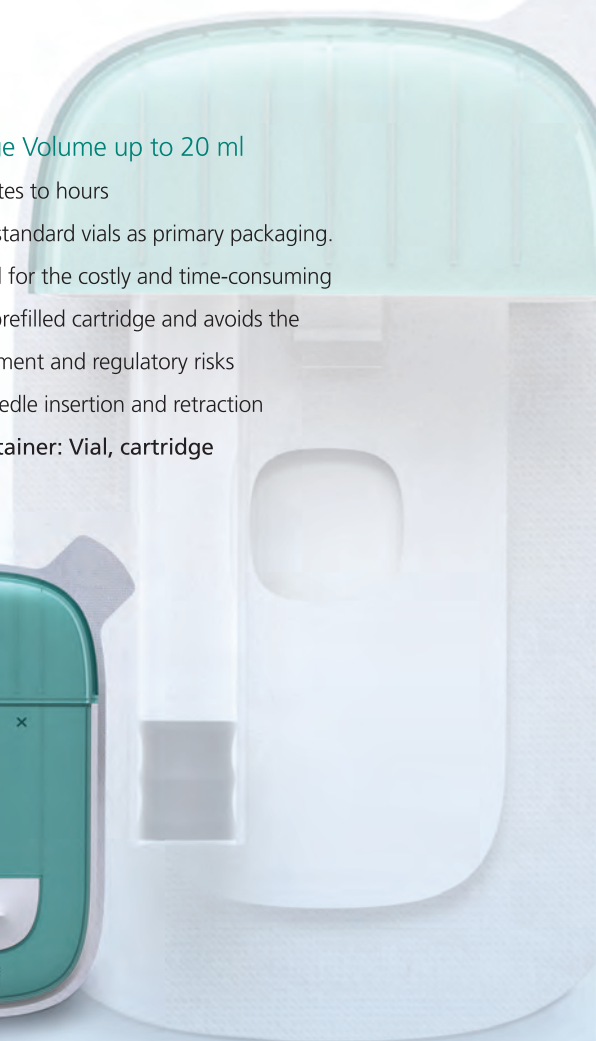 e Volume up to 20 ml
tes to hours
standard vials as primary packaging.
for the costly and time-consuming
prefilled cartridge and avoids the
ment and regulatory risks
edle insertion and retraction
tainer: Vial, cartridge